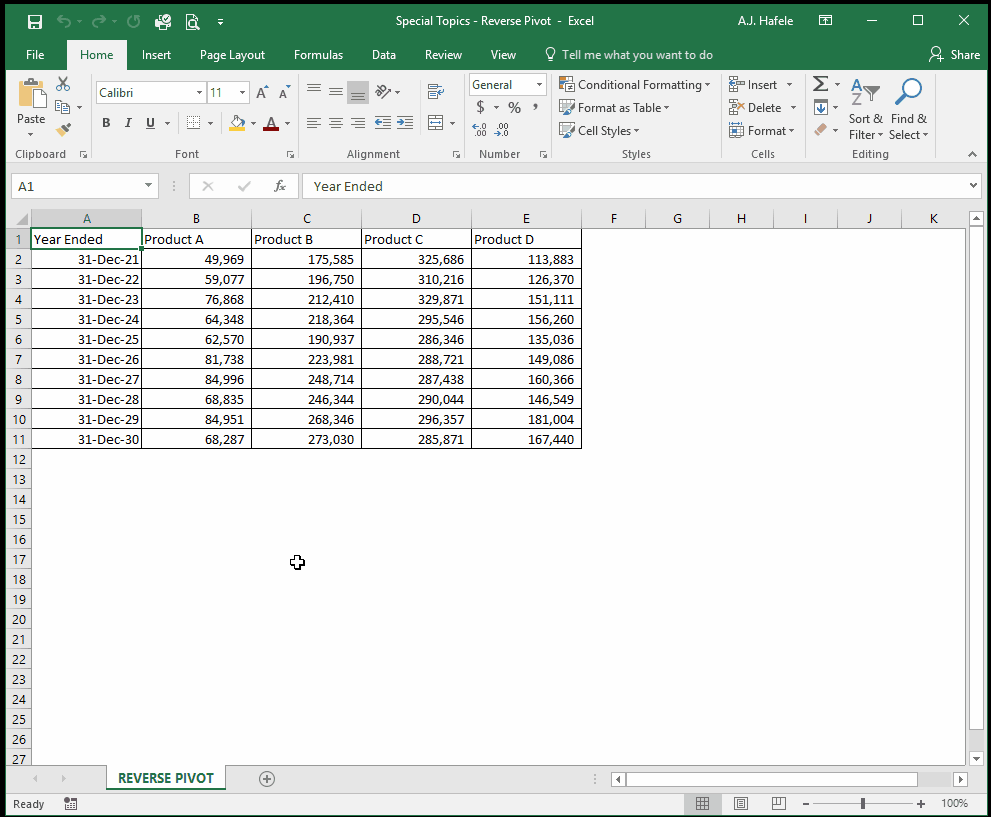 Special Topics - Reverse Pivot - Excel
A.J. Hafele
File Home Insert Page Layout Formulas Data Review View Tell me what you want to do Share
Paste
Calibri 11
B I U A
General
$ % ,
Conditional Formatting
Format as Table
Cell Styles
Insert
Delete
Format
Sort & Filter
Find & Select
Clipboard Font Alignment Number Styles Cells Editing
A1 fx Year Ended
A B C D E F G H I J K
1 Year Ended Product A Product B Product C Product D
2 31-Dec-21 49,969 175,585 325,686 113,883
3 31-Dec-22 59,077 196,750 310,216 126,370
4 31-Dec-23 76,868 212,410 329,871 151,111
5 31-Dec-24 64,348 218,364 295,546 156,260
6 31-Dec-25 62,570 190,937 286,346 135,036
7 31-Dec-26 81,738 223,981 288,721 149,086
8 31-Dec-27 84,996 248,714 287,438 160,366
9 31-Dec-28 68,835 246,344 290,044 146,549
10 31-Dec-29 84,951 268,346 296,357 181,004
11 31-Dec-30 68,287 273,030 285,871 167,440
12
13
14
15
16
17
18
19
20
21
22
23
24
25
26
27
REVERSE PIVOT
Ready 100%